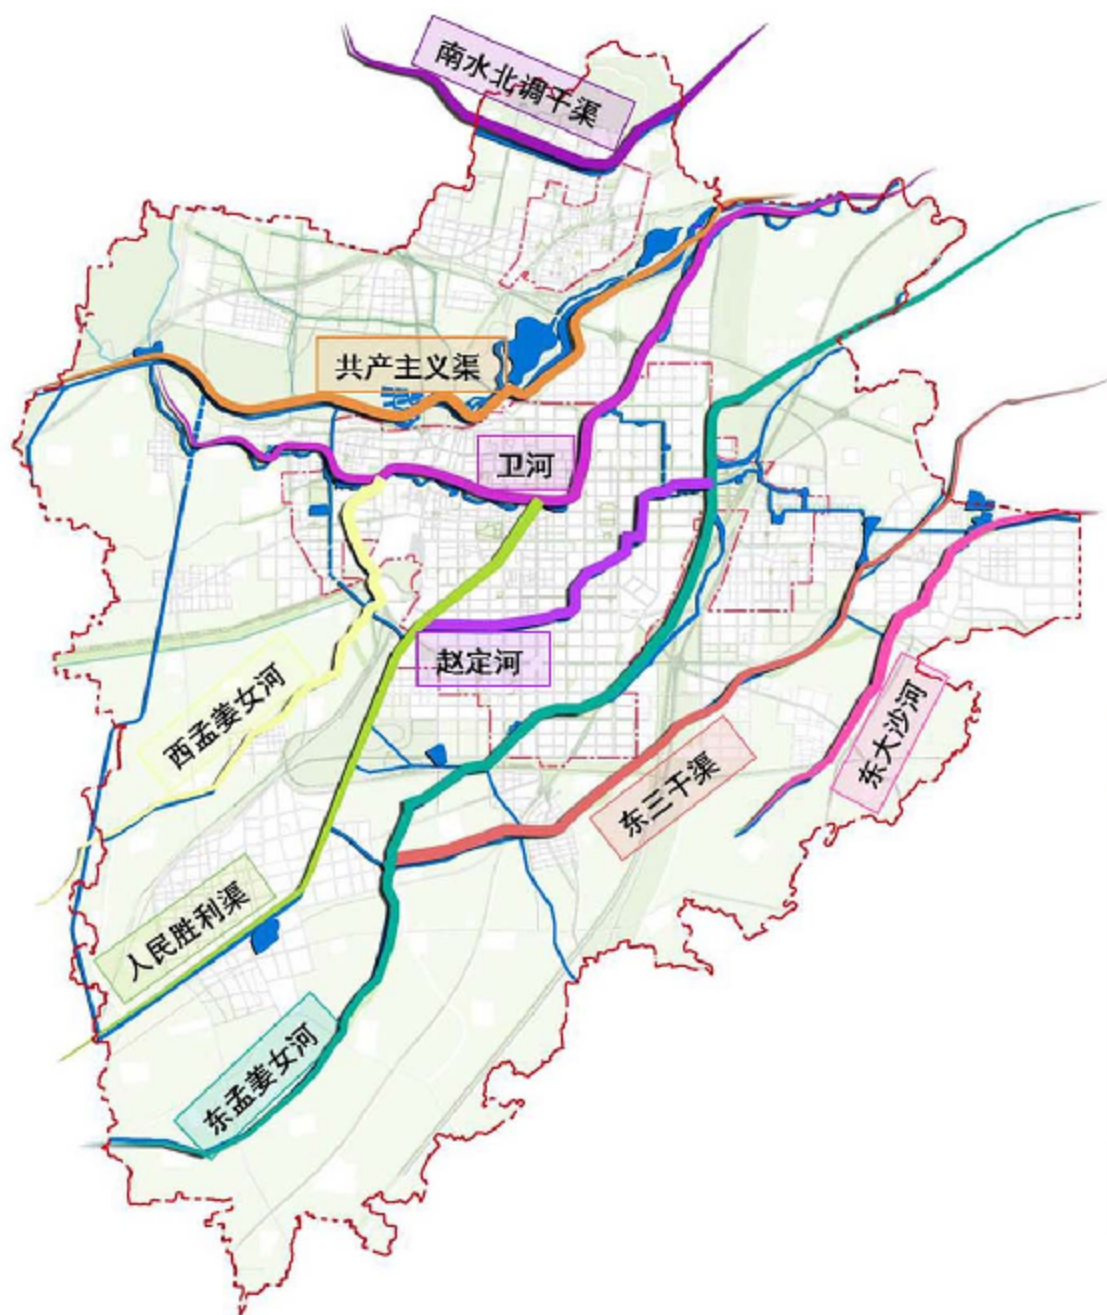 南水北调干渠
共产主义渠
卫河
赵定河
西孟姜女河
东大沙河
东三干渠
人民胜利渠
东孟姜女河